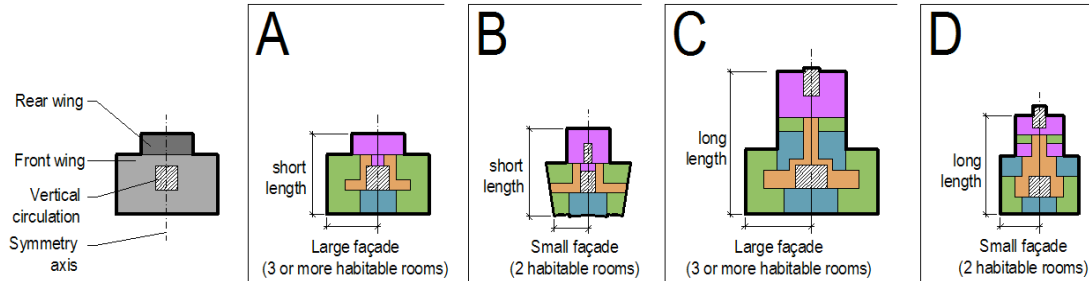 Rear wing
Front wing
Vertical
circulation
Symmetry
axis
A
short
length
Large façade
(3 or more habitable rooms)
B
short
length
Small façade
(2 habitable rooms)
C
long
length
Large façade
(3 or more habitable rooms)
D
long
length
Small façade
(2 habitable rooms)